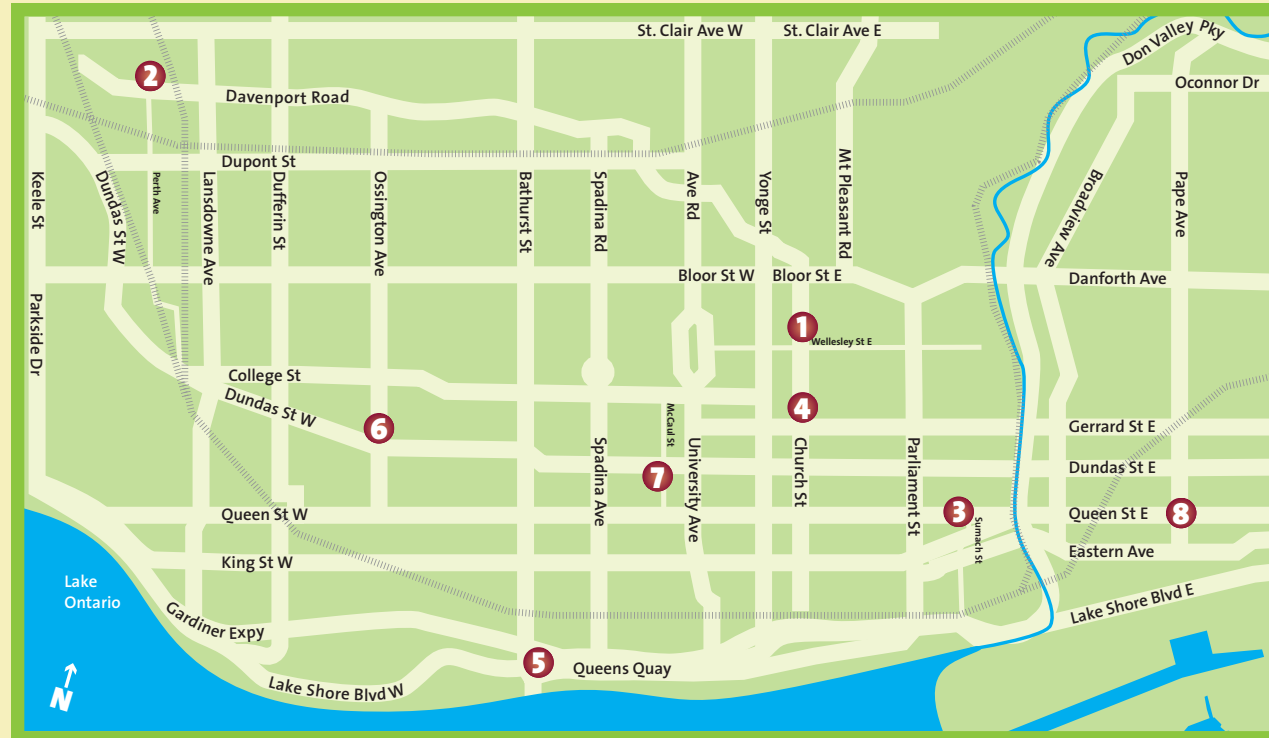 St. Clair Ave W
St. Clair Ave E
Don Valley Pky
2
Oconnor Dr
Davenport Road
Dupont St
Keele St
Dundas St W
Perth Ave
Lansdowne Ave
Dufferin St
Ossington Ave
Bathurst St
Spadina Rd
Ave Rd
Yonge St
Mt Pleasant Rd
Broadview Ave
Pape Ave
Bloor St W
Bloor St E
Danforth Ave
Parkside Dr
1
Wellesley St E
College St
Dundas St W
4
6
McCaul St
Gerrard St E
Spadina Ave
University Ave
Church St
Parliament St
Dundas St E
7
Queen St W
3
Sumach St
Queen St E
8
King St W
Eastern Ave
Lake
Ontario
Gardiner Expy
Lake Shore Blvd E
5
Queens Quay
Lake Shore Blvd W
N